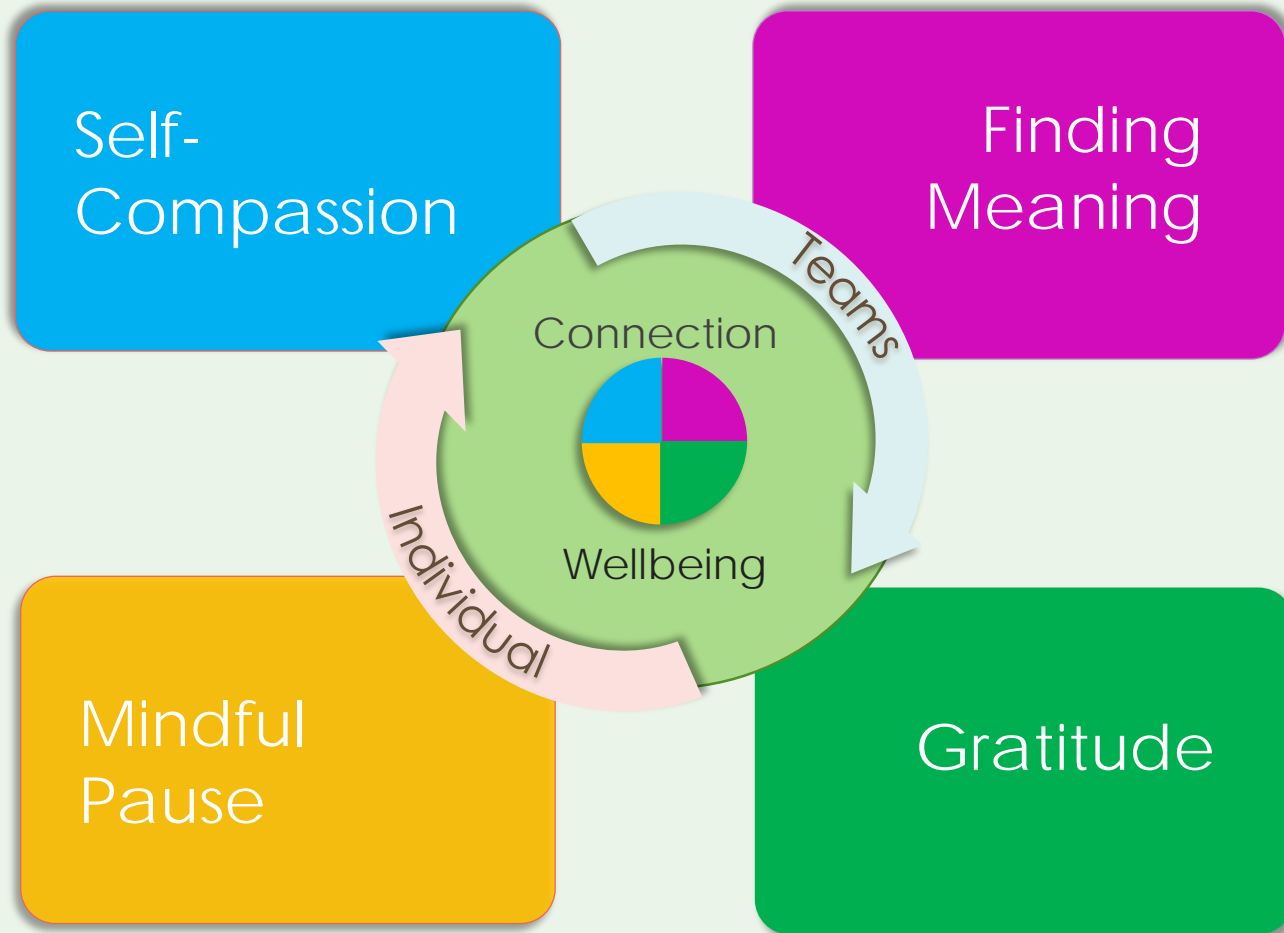 Self-
Compassion
Finding
Meaning
Teams
Connection
Wellbeing
Individual
Mindful
Pause
Gratitude